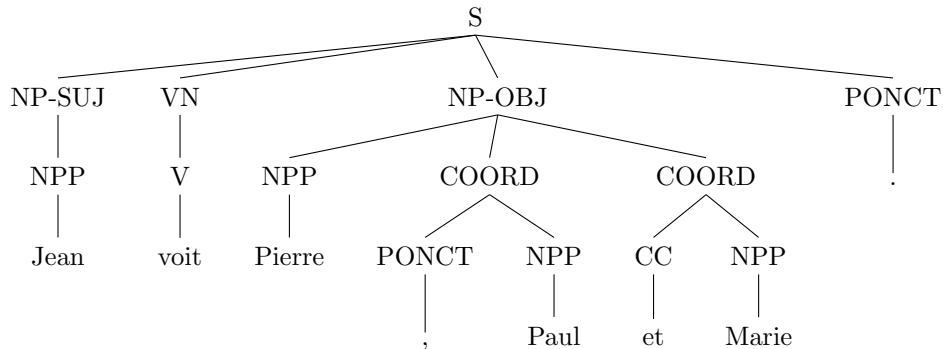 S
NP-SUJ VN NP-OBJ PONCT
NPP V NPP COORD COORD .
Jean voit Pierre PONCT NPP CC NPP
, Paul et Marie